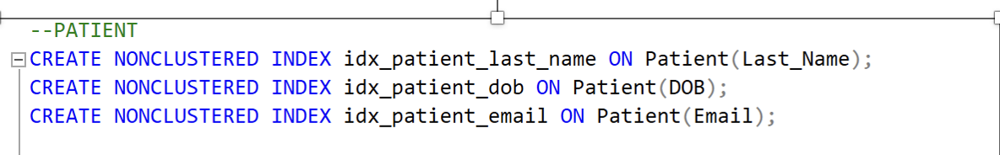 --PATIENT
CREATE NONCLUSTERED INDEX idx_patient_last_name ON Patient(Last_Name);
CREATE NONCLUSTERED INDEX idx_patient_dob ON Patient(DOB);
CREATE NONCLUSTERED INDEX idx_patient_email ON Patient(Email);